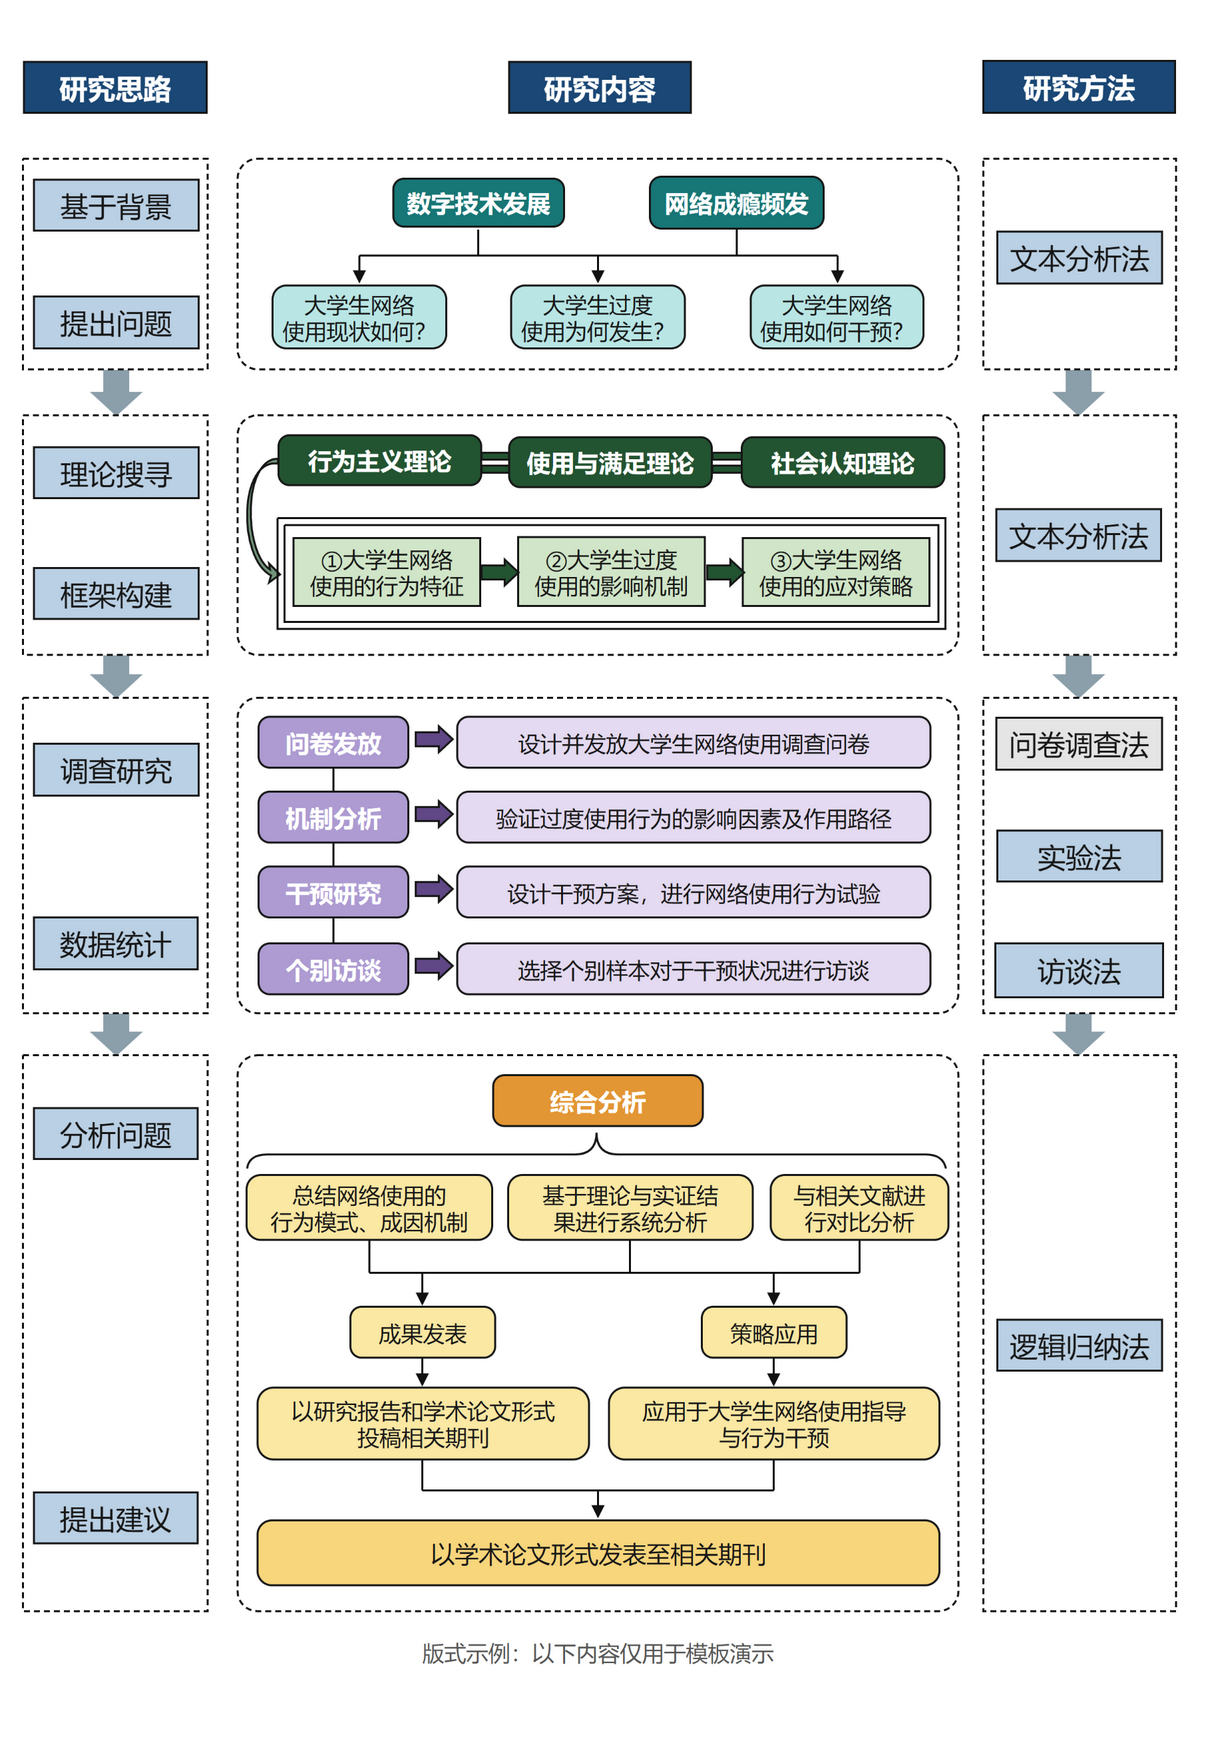 研究思路
研究内容
研究方法
基于背景
提出问题
数字技术发展
网络成瘾频发
大学生网络
使用现状如何？
大学生过度
使用为何发生？
大学生网络
使用如何干预？
文本分析法
理论搜寻
框架构建
行为主义理论
使用与满足理论
社会认知理论
①大学生网络
使用的行为特征
②大学生过度
使用的影响机制
③大学生网络
使用的应对策略
文本分析法
调查研究
数据统计
问卷发放
设计并发放大学生网络使用调查问卷
机制分析
验证过度使用行为的影响因素及作用路径
干预研究
设计干预方案，进行网络使用行为试验
个别访谈
选择个别样本对于干预状况进行访谈
问卷调查法
实验法
访谈法
分析问题
提出建议
综合分析
总结网络使用的
行为模式、成因机制
基于理论与实证结
果进行系统分析
与相关文献进
行对比分析
成果发表
策略应用
以研究报告和学术论文形式
投稿相关期刊
应用于大学生网络使用指导
与行为干预
以学术论文形式发表至相关期刊
逻辑归纳法
版式示例：以下内容仅用于模板演示